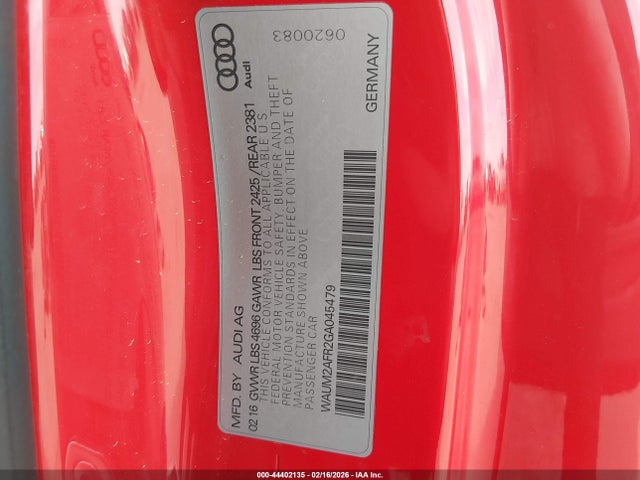 MFD. BY AUDI AG
02 16 GVWR LBS 4696 GAWR LBS FRONT 2425 /REAR 2381
THIS VEHICLE CONFORMS TO ALL APPLICABLE U.S.
FEDERAL MOTOR VEHICLE SAFETY, BUMPER AND THEFT
PREVENTION STANDARDS IN EFFECT ON THE DATE OF
MANUFACTURE SHOWN ABOVE
PASSENGER CAR
WAUM2AFR2GA045479
Audi
0620083
GERMANY
000-44402135 - 02/16/2026 - IAA Inc.